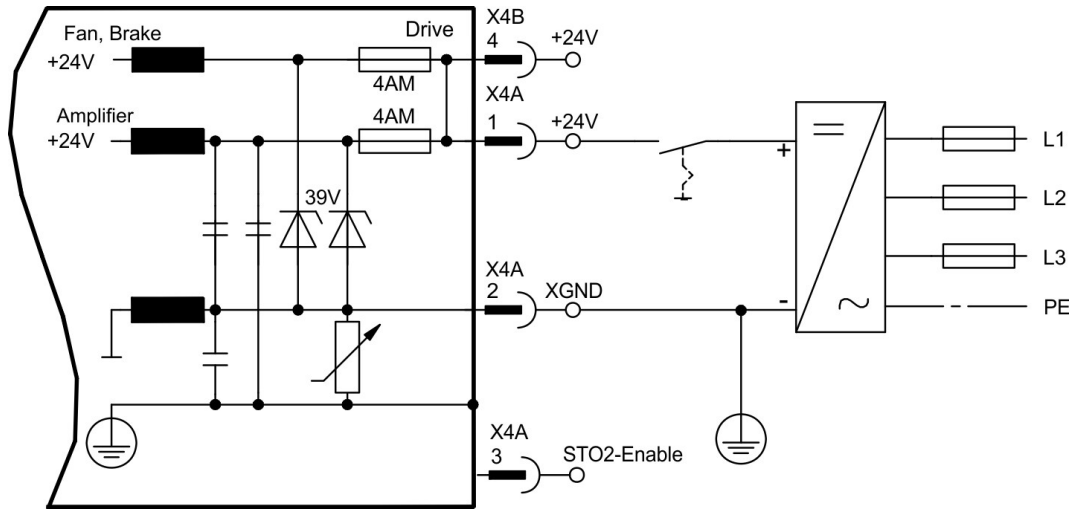 Fan, Brake
+24V
Drive
4AM
X4B
4
+24V
Amplifier
+24V
4AM
X4A
1
+24V
39V
X4A
2
XGND
X4A
3
STO2-Enable
+
-
L1
L2
L3
PE